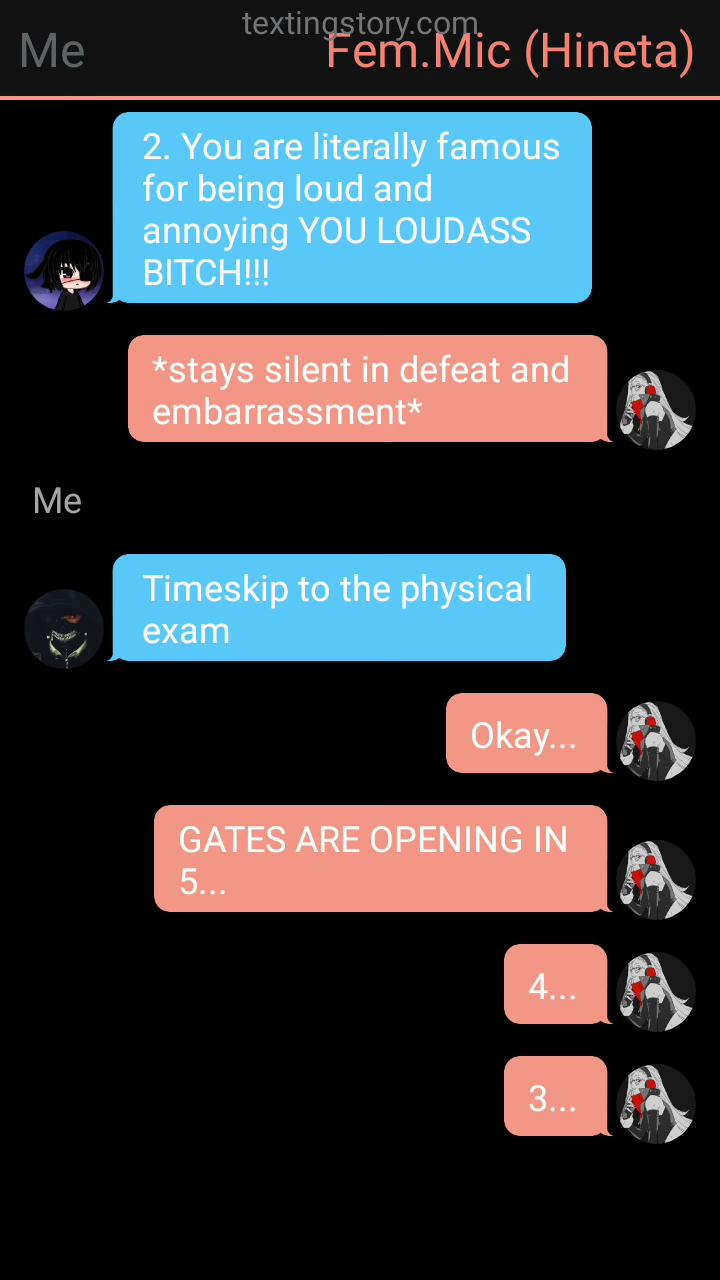 textingstory.com
Me
Fem.Mic (Hineta)
2. You are literally famous
for being loud and
annoying YOU LOUDASS
BITCH!!!
*stays silent in defeat and
embarrassment*
Me
Timeskip to the physical
exam
Okay...
GATES ARE OPENING IN
5...
4...
3...